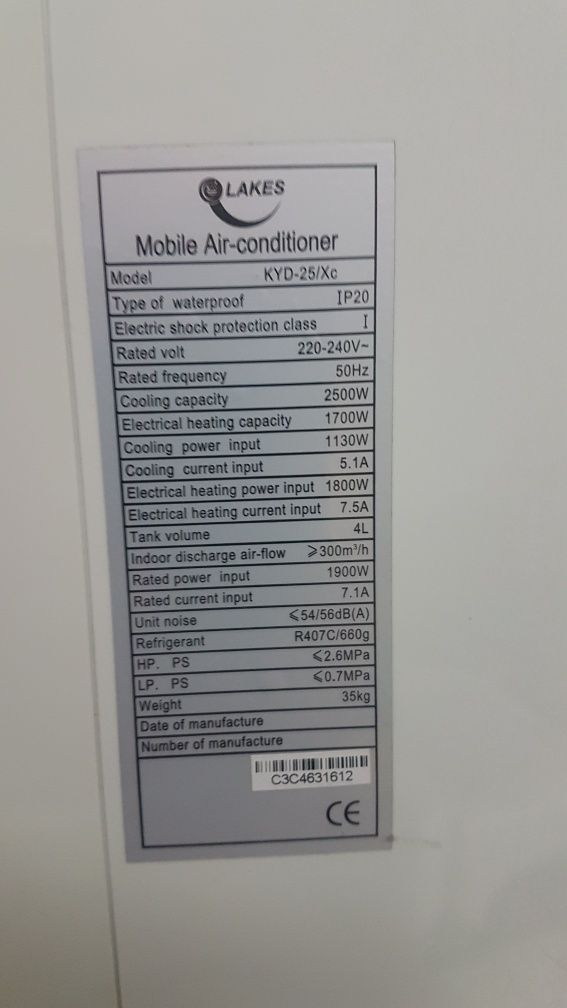 LAKES
Mobile Air-conditioner
Model KYD-25/Xc
Type of waterproof IP20
Electric shock protection class I
Rated volt 220-240V~
Rated frequency 50Hz
Cooling capacity 2500W
Electrical heating capacity 1700W
Cooling power input 1130W
Cooling current input 5.1A
Electrical heating power input 1800W
Electrical heating current input 7.5A
Tank volume 4L
Indoor discharge air-flow ⩾300m³/h
Rated power input 1900W
Rated current input 7.1A
Unit noise ⩽54/56dB(A)
Refrigerant R407C/660g
HP. PS ⩽2.6MPa
LP. PS ⩽0.7MPa
Weight 35kg
Date of manufacture
Number of manufacture
C3C4631612
CE